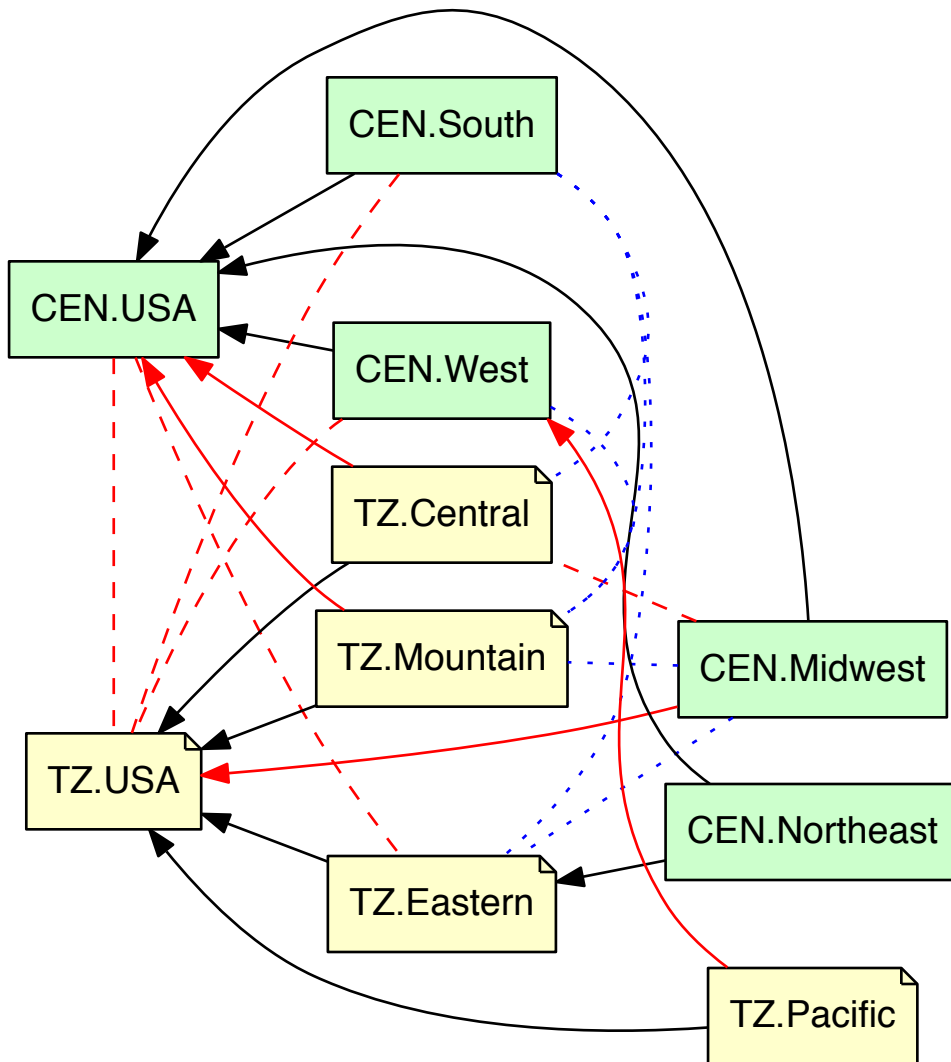 CEN.South
CEN.USA
CEN.West
TZ.Central
TZ.Mountain
CEN.Midwest
TZ.USA
CEN.Northeast
TZ.Eastern
TZ.Pacific